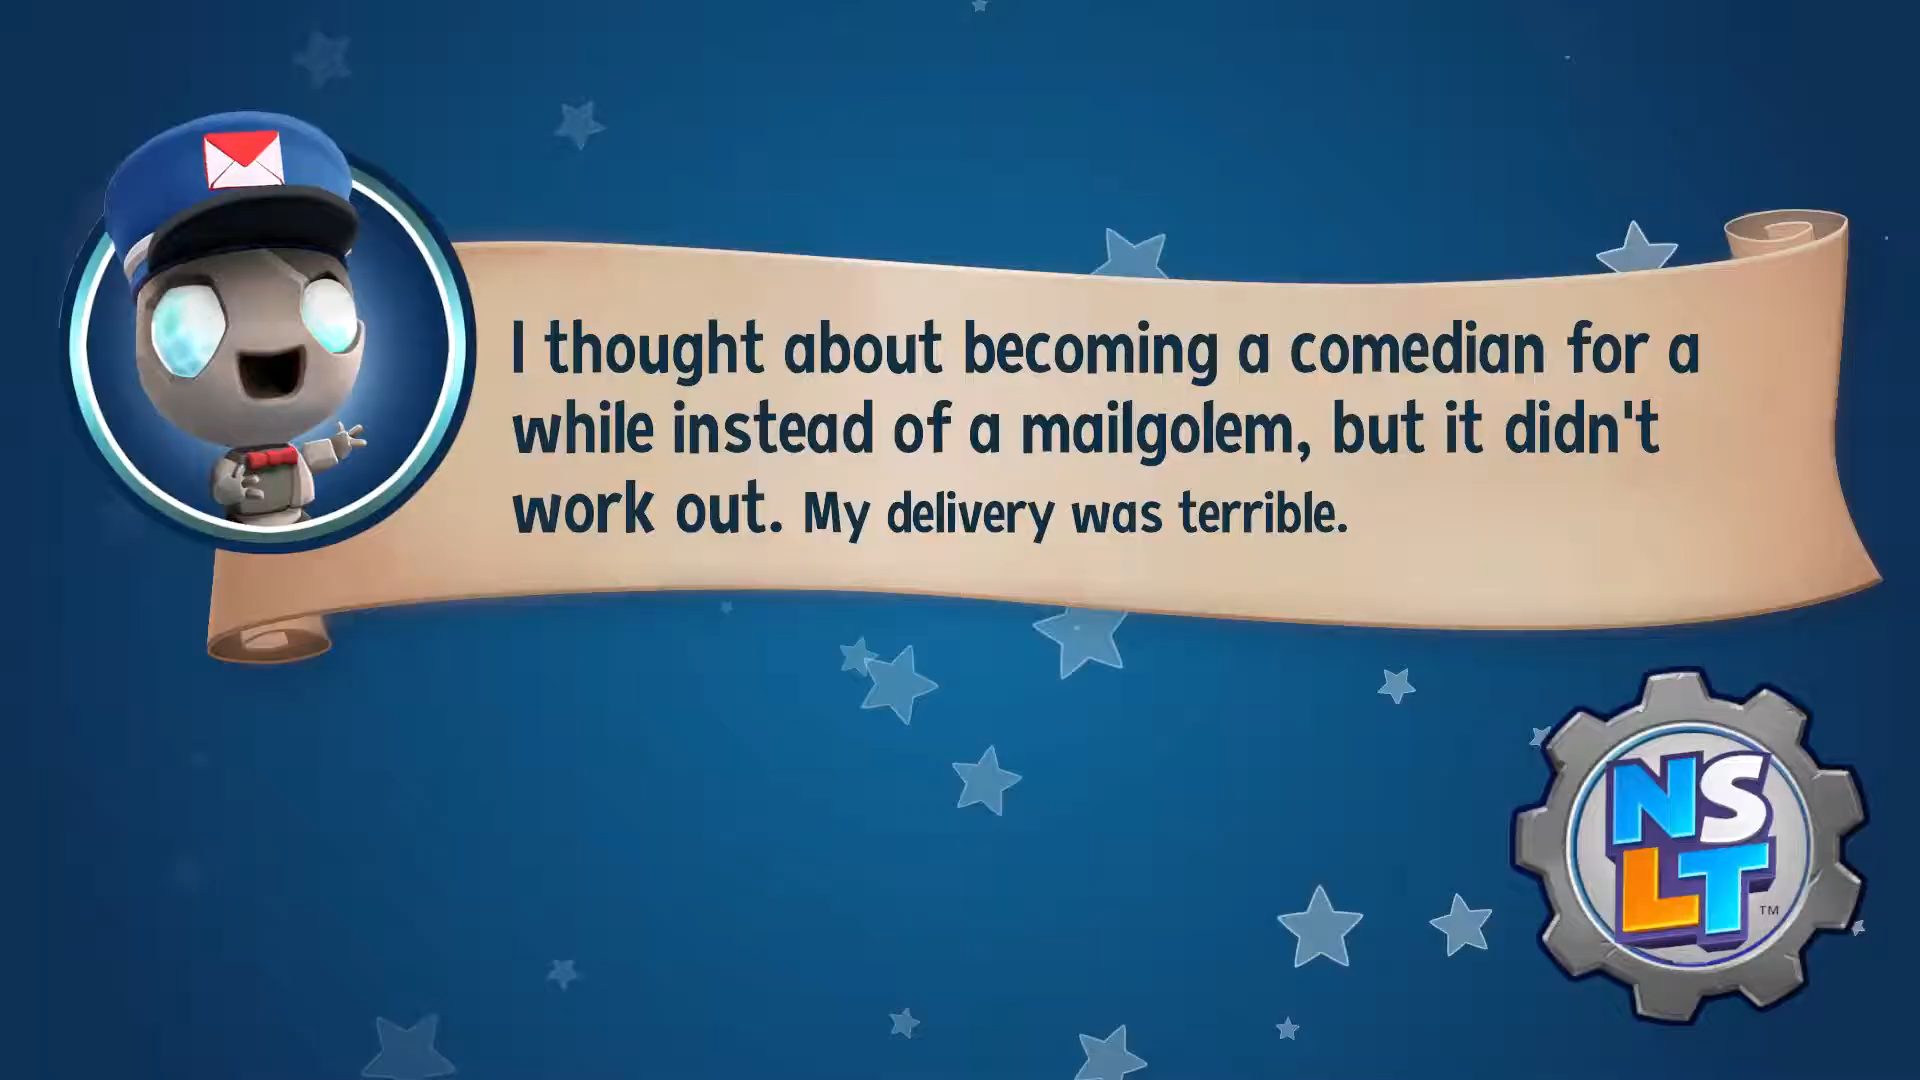 I thought about becoming a comedian for a
while instead of a mailgolem, but it didn't
work out. My delivery was terrible.
NS
LT
TM